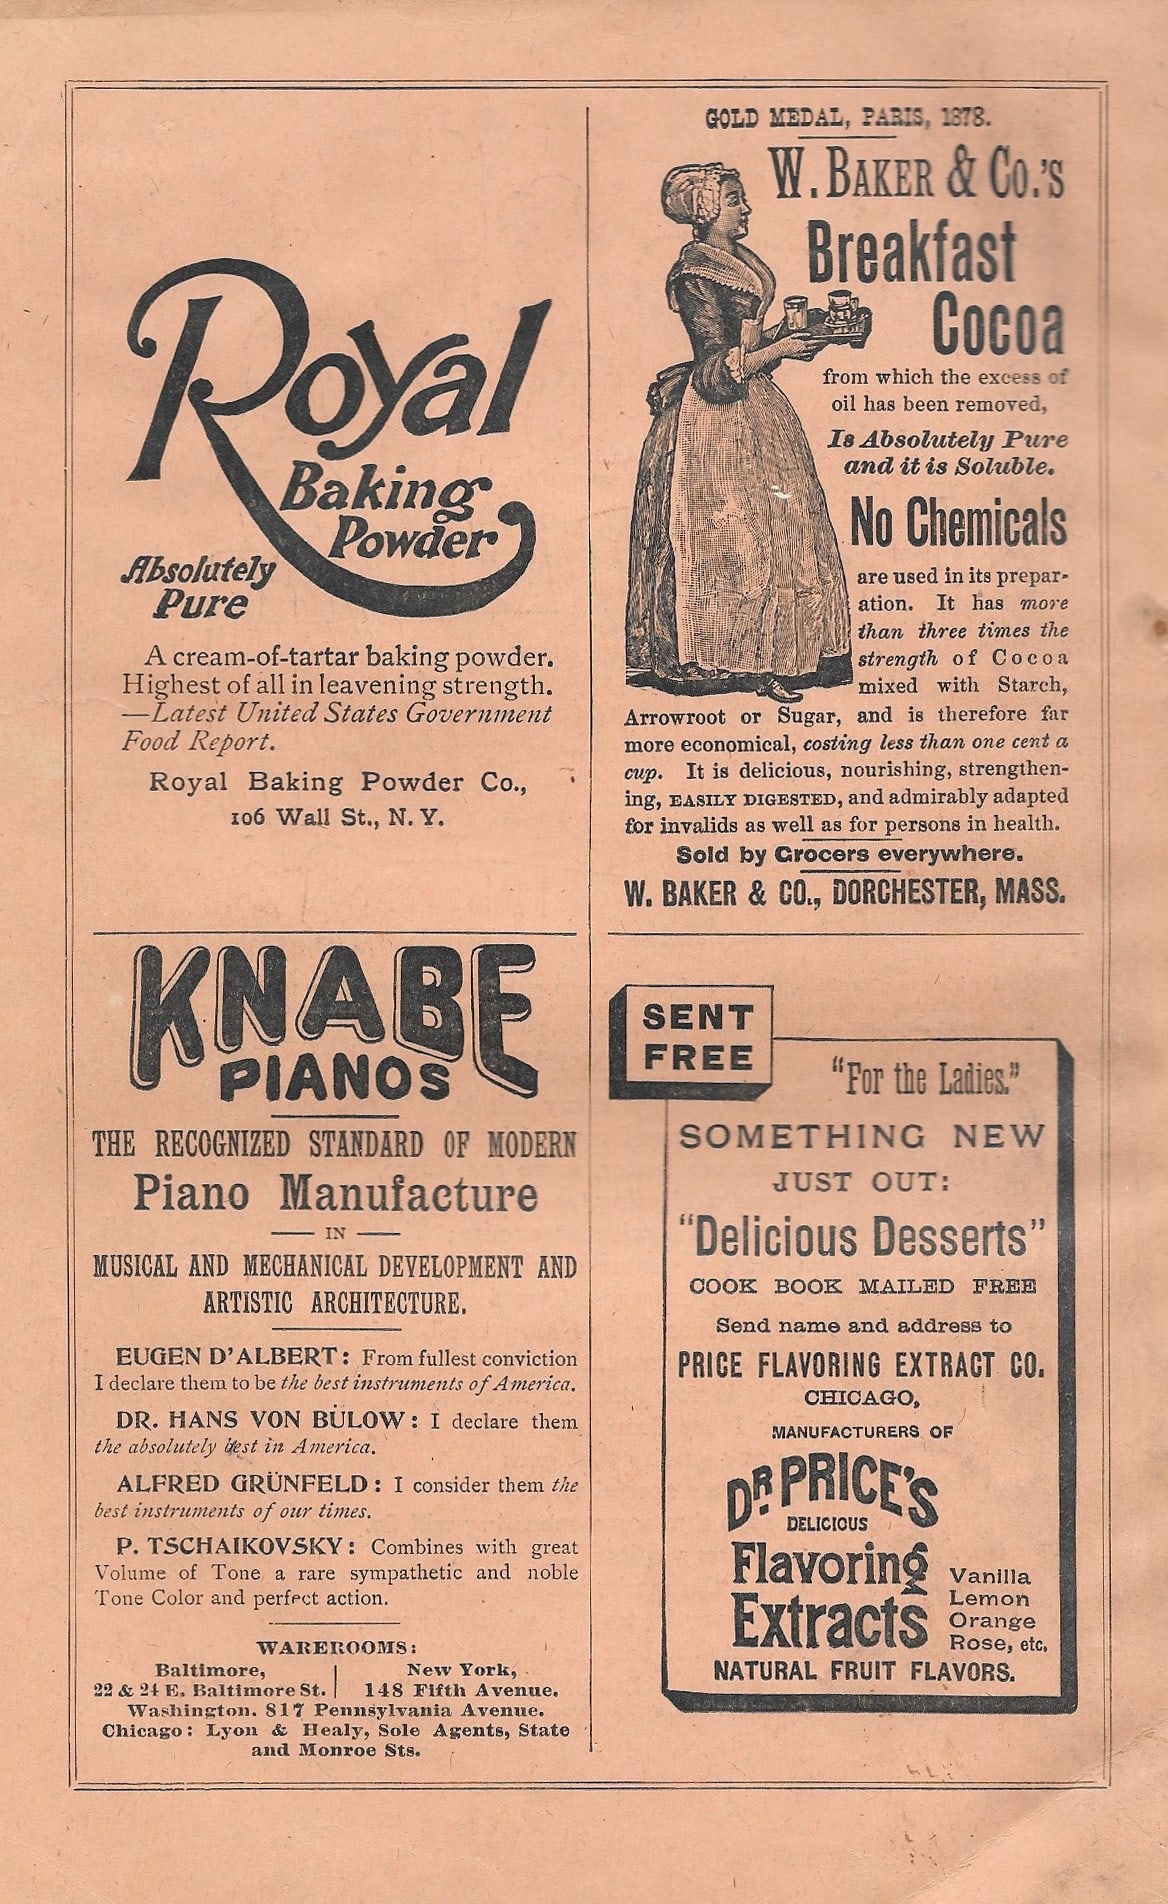 Royal
Baking
Powder
Absolutely
Pure
A cream-of-tartar baking powder.
Highest of all in leavening strength.
—Latest United States Government
Food Report.
Royal Baking Powder Co.,
106 Wall St., N. Y.
GOLD MEDAL, PARIS, 1878.
W. BAKER & CO.'S
Breakfast
Cocoa
from which the excess of
oil has been removed,
Is Absolutely Pure
and it is Soluble.
No Chemicals
are used in its prepar-
ation. It has more
than three times the
strength of Cocoa
mixed with Starch,
Arrowroot or Sugar, and is therefore far
more economical, costing less than one cent a
cup. It is delicious, nourishing, strengthen-
ing, EASILY DIGESTED, and admirably adapted
for invalids as well as for persons in health.
Sold by Grocers everywhere.
W. BAKER & CO., DORCHESTER, MASS.
KNABE
PIANOS
THE RECOGNIZED STANDARD OF MODERN
Piano Manufacture
— IN —
MUSICAL AND MECHANICAL DEVELOPMENT AND
ARTISTIC ARCHITECTURE.
EUGEN D'ALBERT: From fullest conviction
I declare them to be the best instruments of America.
DR. HANS VON BÜLOW: I declare them
the absolutely best in America.
ALFRED GRÜNFELD: I consider them the
best instruments of our times.
P. TSCHAIKOVSKY: Combines with great
Volume of Tone a rare sympathetic and noble
Tone Color and perfect action.
WAREROOMS:
Baltimore,
22 & 24 E. Baltimore St.
New York,
148 Fifth Avenue.
Washington. 817 Pennsylvania Avenue.
Chicago: Lyon & Healy, Sole Agents, State
and Monroe Sts.
SENT
FREE
"For the Ladies."
SOMETHING NEW
JUST OUT:
"Delicious Desserts"
COOK BOOK MAILED FREE
Send name and address to
PRICE FLAVORING EXTRACT CO.
CHICAGO,
MANUFACTURERS OF
DR. PRICE'S
DELICIOUS
Flavoring
Extracts
Vanilla
Lemon
Orange
Rose, etc.
NATURAL FRUIT FLAVORS.